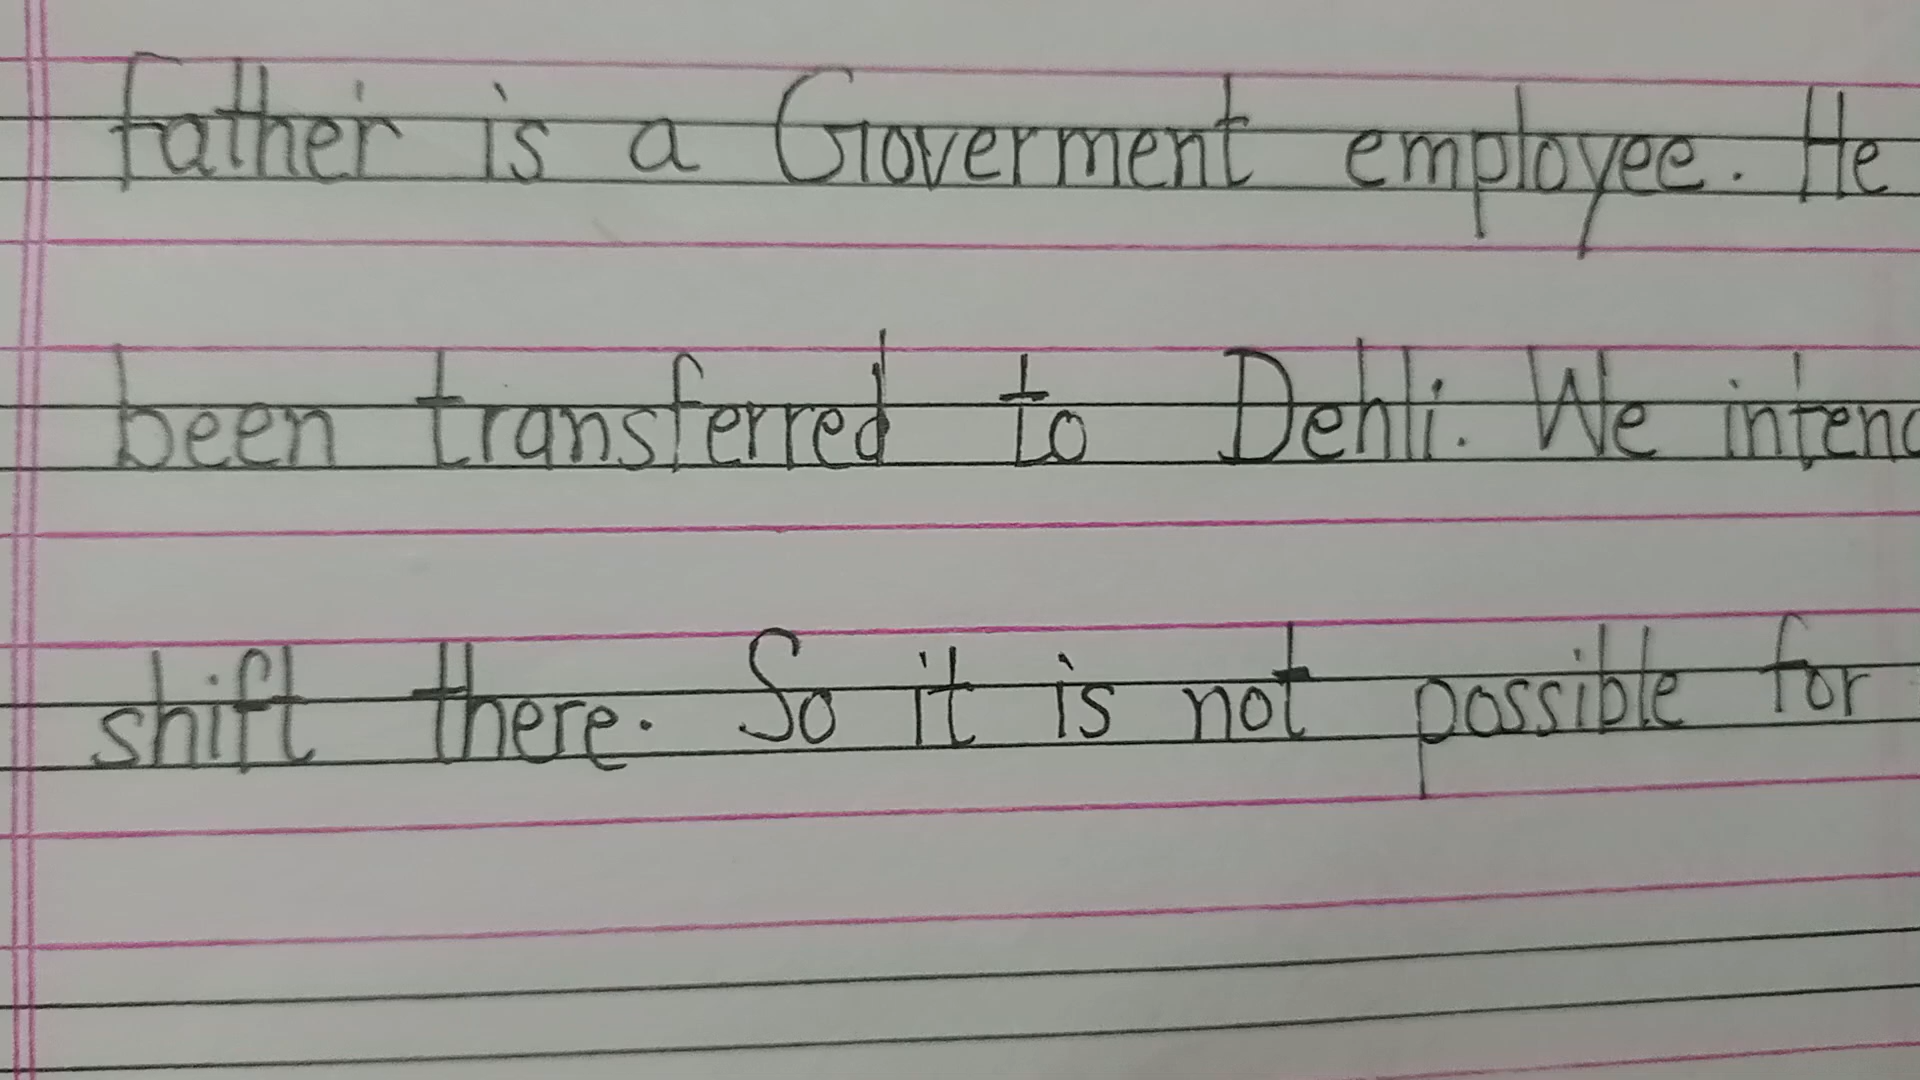 father is a Goverment employee. He
been transferred to Dehli. We intend
shift there. So it is not possible for